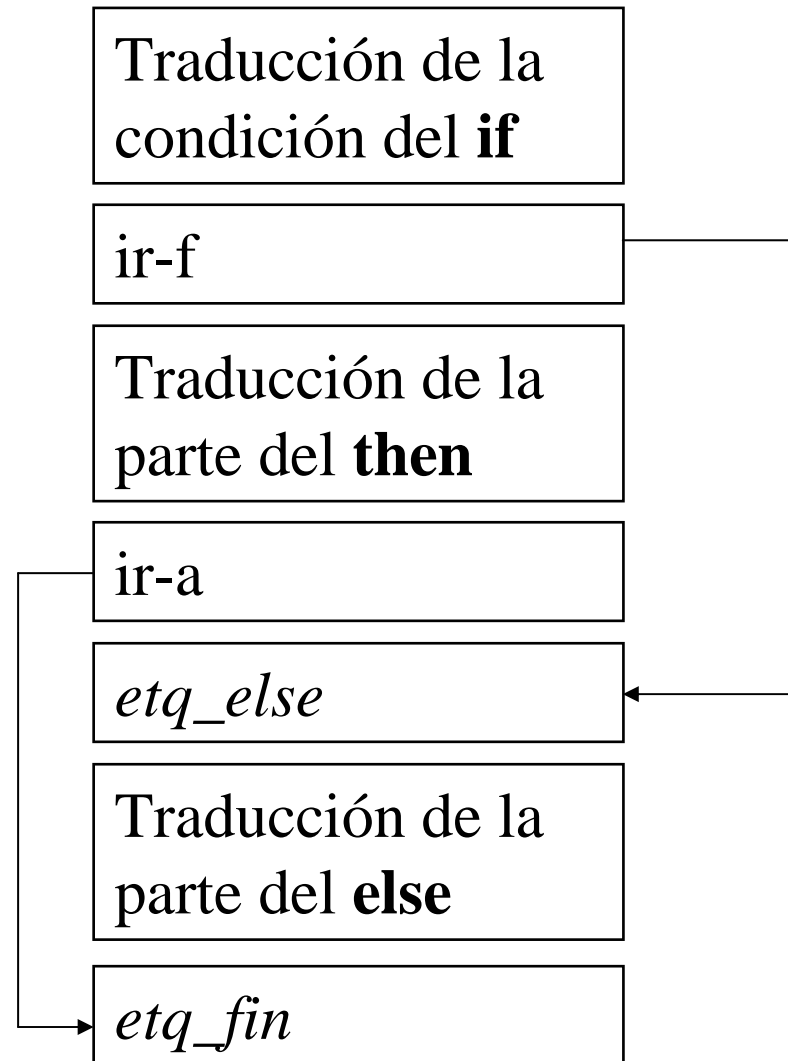 Traducción de la
condición del if
ir-f
Traducción de la
parte del then
ir-a
etq_else
Traducción de la
parte del else
etq_fin